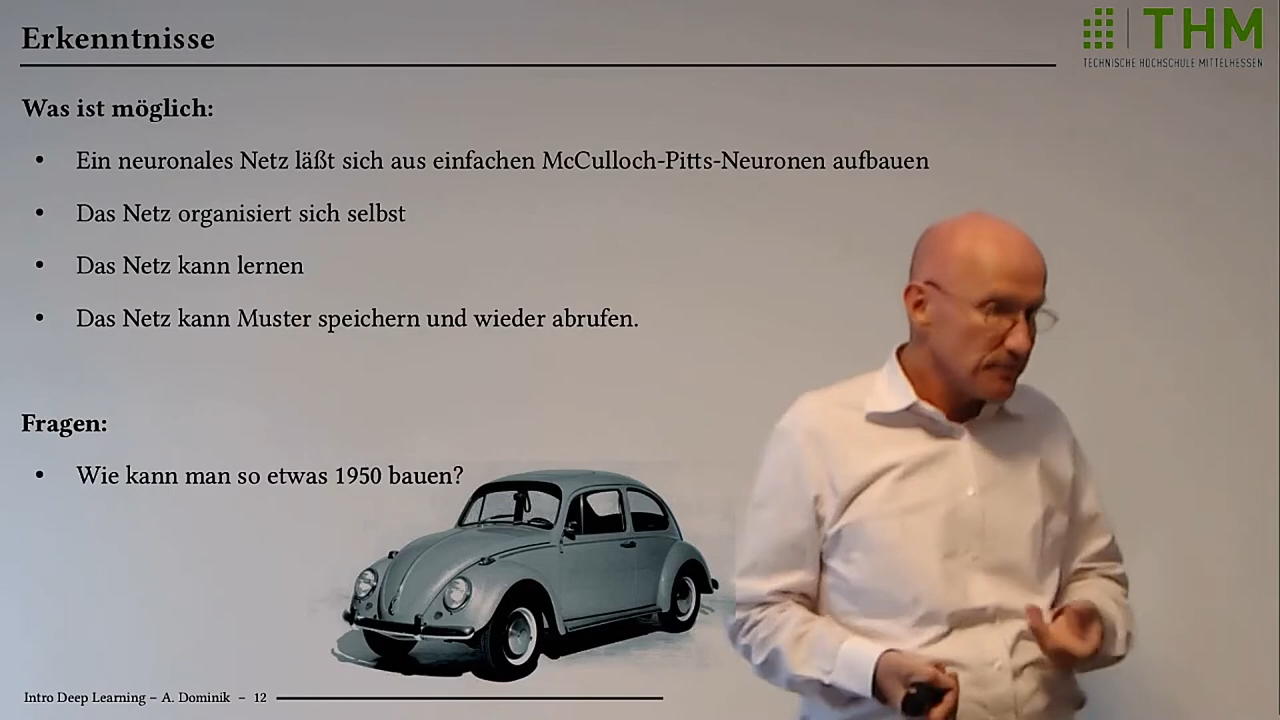 Erkenntnisse
THM
TECHNISCHE HOCHSCHULE MITTELHESSEN
Was ist möglich:
• Ein neuronales Netz läßt sich aus einfachen McCulloch-Pitts-Neuronen aufbauen
• Das Netz organisiert sich selbst
• Das Netz kann lernen
• Das Netz kann Muster speichern und wieder abrufen.
Fragen:
• Wie kann man so etwas 1950 bauen?
Intro Deep Learning – A. Dominik – 12